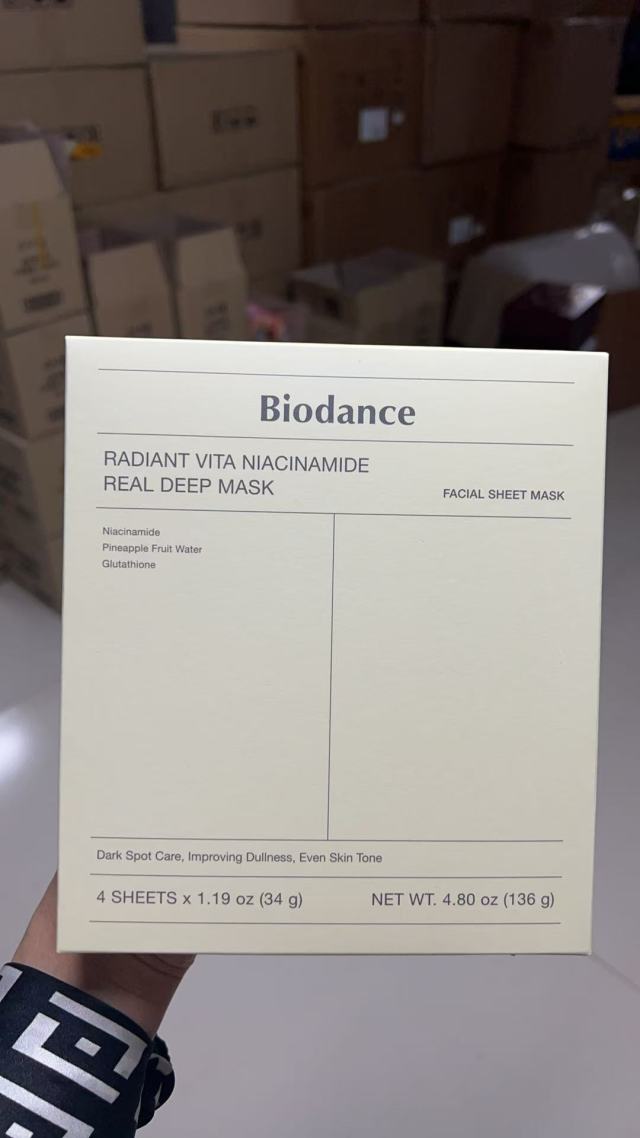 Biodance
RADIANT VITA NIACINAMIDE
REAL DEEP MASK
FACIAL SHEET MASK
Niacinamide
Pineapple Fruit Water
Glutathione
Dark Spot Care, Improving Dullness, Even Skin Tone
4 SHEETS x 1.19 oz (34 g)
NET WT. 4.80 oz (136 g)